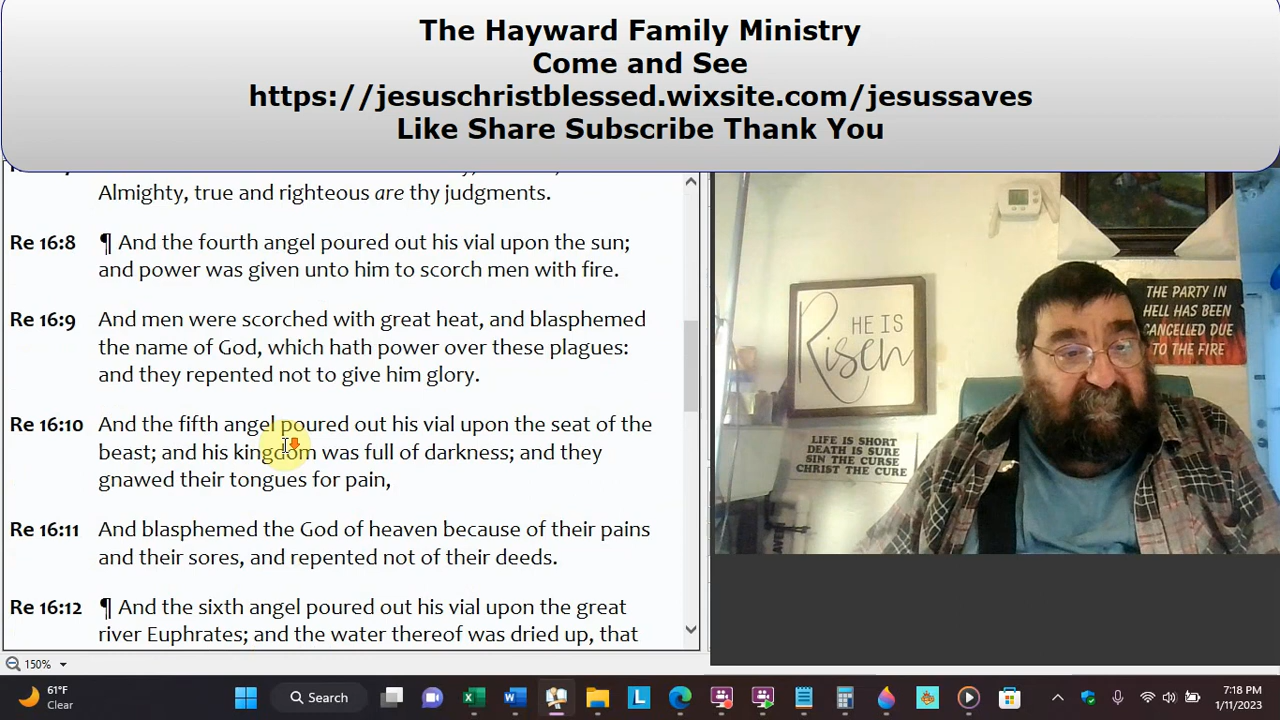 The Hayward Family Ministry
Come and See
https://jesuschristblessed.wixsite.com/jesussaves
Like Share Subscribe Thank You
Almighty, true and righteous are thy judgments.
Re 16:8 ¶ And the fourth angel poured out his vial upon the sun;
and power was given unto him to scorch men with fire.
Re 16:9 And men were scorched with great heat, and blasphemed
the name of God, which hath power over these plagues:
and they repented not to give him glory.
Re 16:10 And the fifth angel poured out his vial upon the seat of the
beast; and his kingdom was full of darkness; and they
gnawed their tongues for pain,
Re 16:11 And blasphemed the God of heaven because of their pains
and their sores, and repented not of their deeds.
Re 16:12 ¶ And the sixth angel poured out his vial upon the great
river Euphrates; and the water thereof was dried up, that
150%
HE IS
Risen
LIFE IS SHORT
DEATH IS SURE
SIN THE CURSE
CHRIST THE CURE
THE PARTY IN
HELL HAS BEEN
CANCELLED DUE
TO THE FIRE
61°F
Clear
Search
7:18 PM
1/11/2023